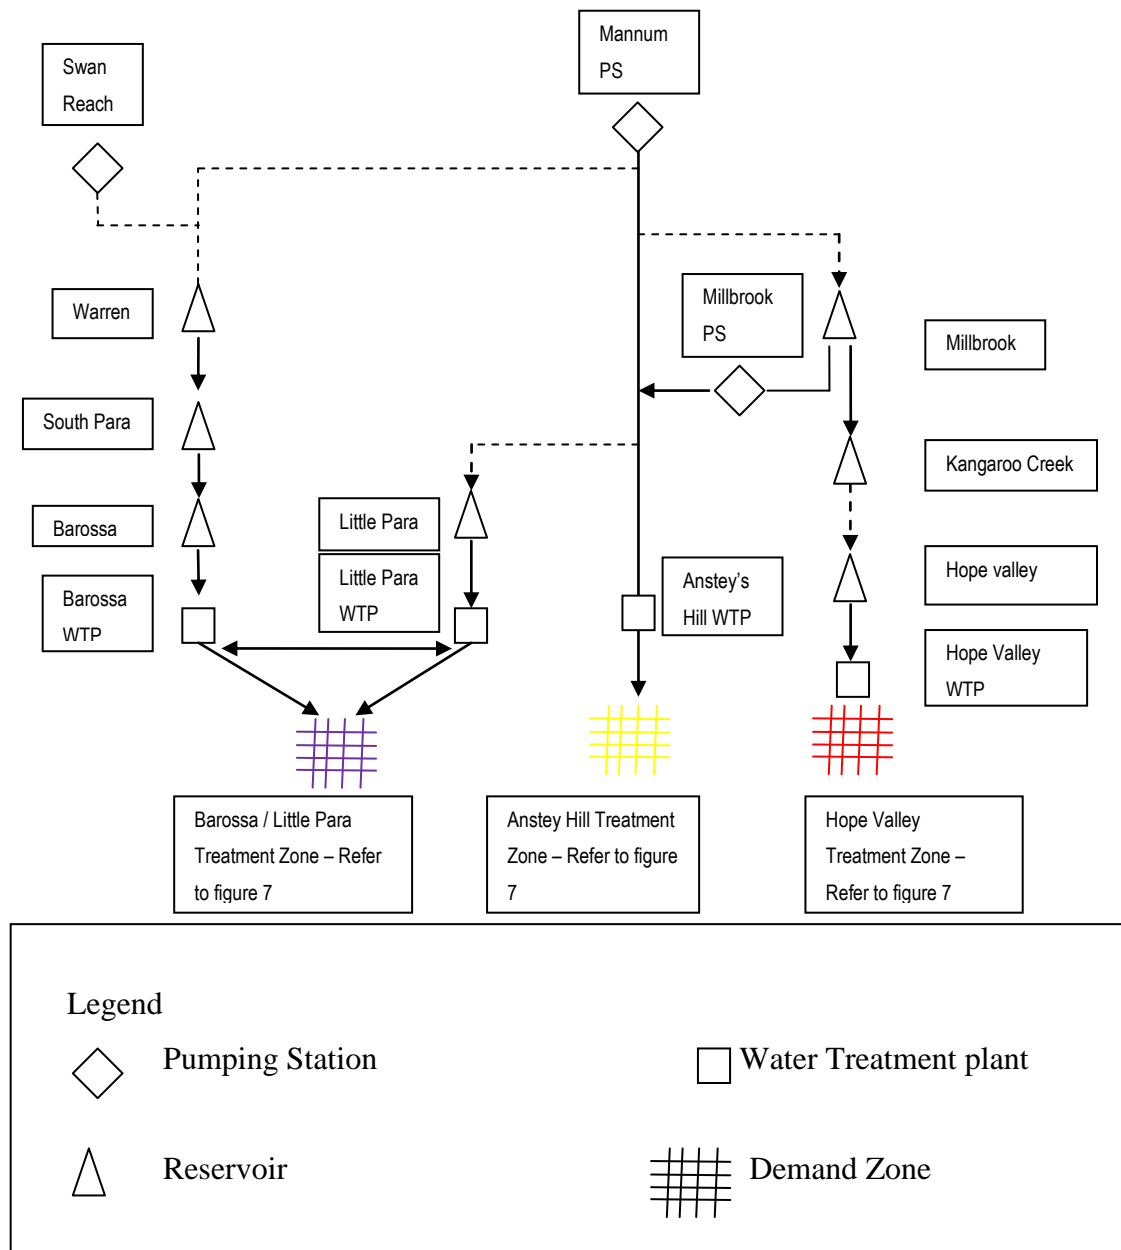 Mannum
PS
Swan
Reach
Warren
Millbrook
PS
Millbrook
South Para
Kangaroo Creek
Barossa
Little Para
Hope valley
Barossa
WTP
Little Para
WTP
Anstey’s
Hill WTP
Hope Valley
WTP
Barossa / Little Para
Treatment Zone – Refer
to figure 7
Anstey Hill Treatment
Zone – Refer to figure
7
Hope Valley
Treatment Zone –
Refer to figure 7
Legend
Pumping Station
Water Treatment plant
Reservoir
Demand Zone